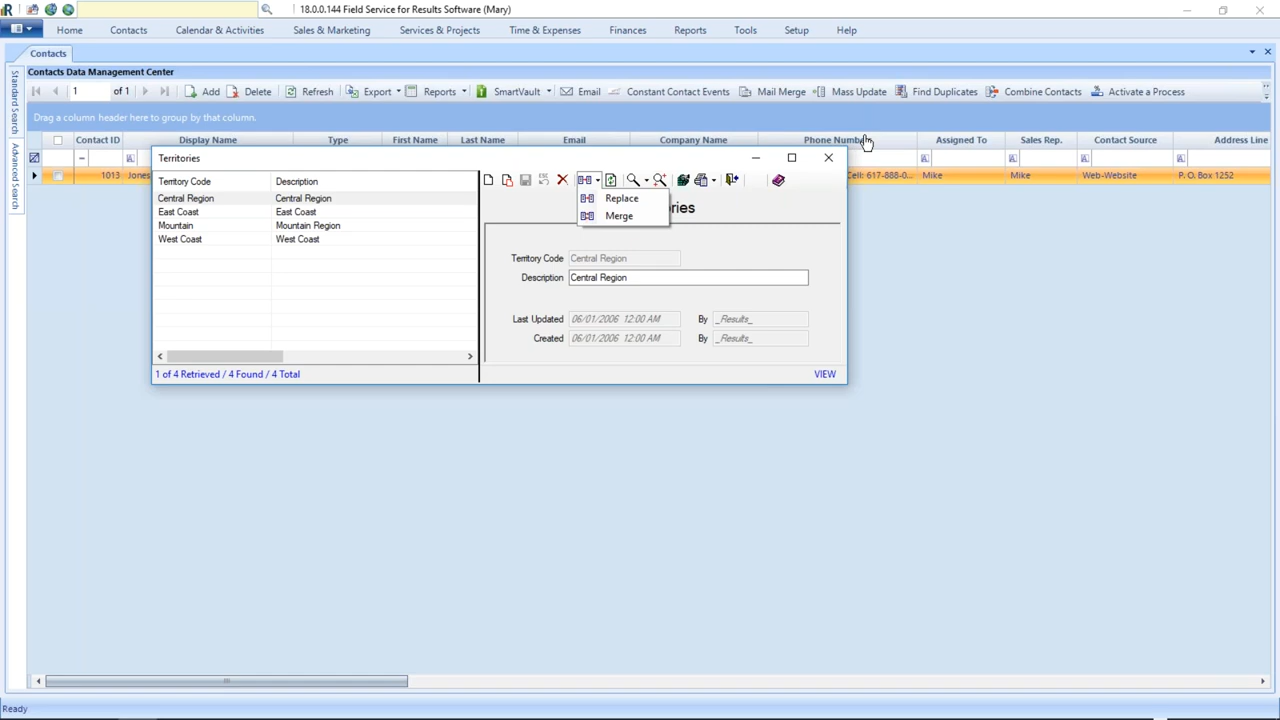 18.0.0.144 Field Service for Results Software (Mary)
Home Contacts Calendar & Activities Sales & Marketing Services & Projects Time & Expenses Finances Reports Tools Setup Help
Contacts
Contacts Data Management Center
1 of 1 Add Delete Refresh Export Reports SmartVault Email Constant Contact Events Mail Merge Mass Update Find Duplicates Combine Contacts Activate a Process
Standard Search
Advanced Search
Drag a column header here to group by that column.
Contact ID Display Name Type First Name Last Name Email Company Name Phone Number Assigned To Sales Rep. Contact Source Address Line
1013 Jones Cell: 617-888-0... Mike Mike Web-Website P. O. Box 1252
Territories
Territory Code Description
Central Region Central Region
East Coast East Coast
Mountain Mountain Region
West Coast West Coast
1 of 4 Retrieved / 4 Found / 4 Total
Replace
Merge
ries
Territory Code Central Region
Description Central Region
Last Updated 06/01/2006 12:00 AM By _Results_
Created 06/01/2006 12:00 AM By _Results_
VIEW
Ready